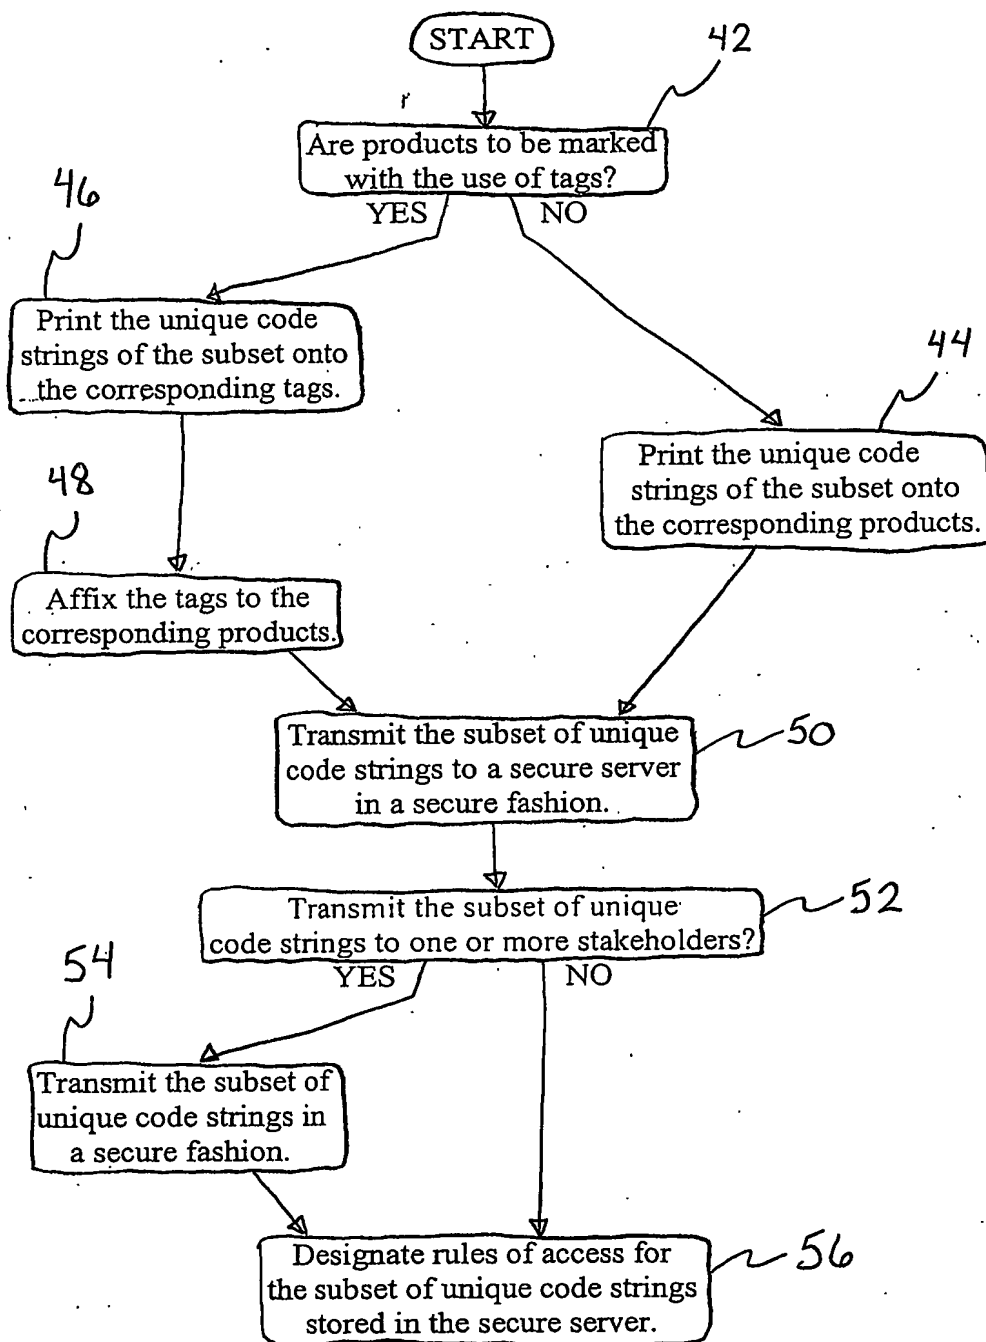 START
42
Are products to be marked
with the use of tags?
YES
NO
46
Print the unique code
strings of the subset onto
the corresponding tags.
44
Print the unique code
strings of the subset onto
the corresponding products.
48
Affix the tags to the
corresponding products.
Transmit the subset of unique
code strings to a secure server
in a secure fashion.
50
Transmit the subset of unique
code strings to one or more stakeholders?
52
YES
NO
54
Transmit the subset of
unique code strings in
a secure fashion.
Designate rules of access for
the subset of unique code strings
stored in the secure server.
56